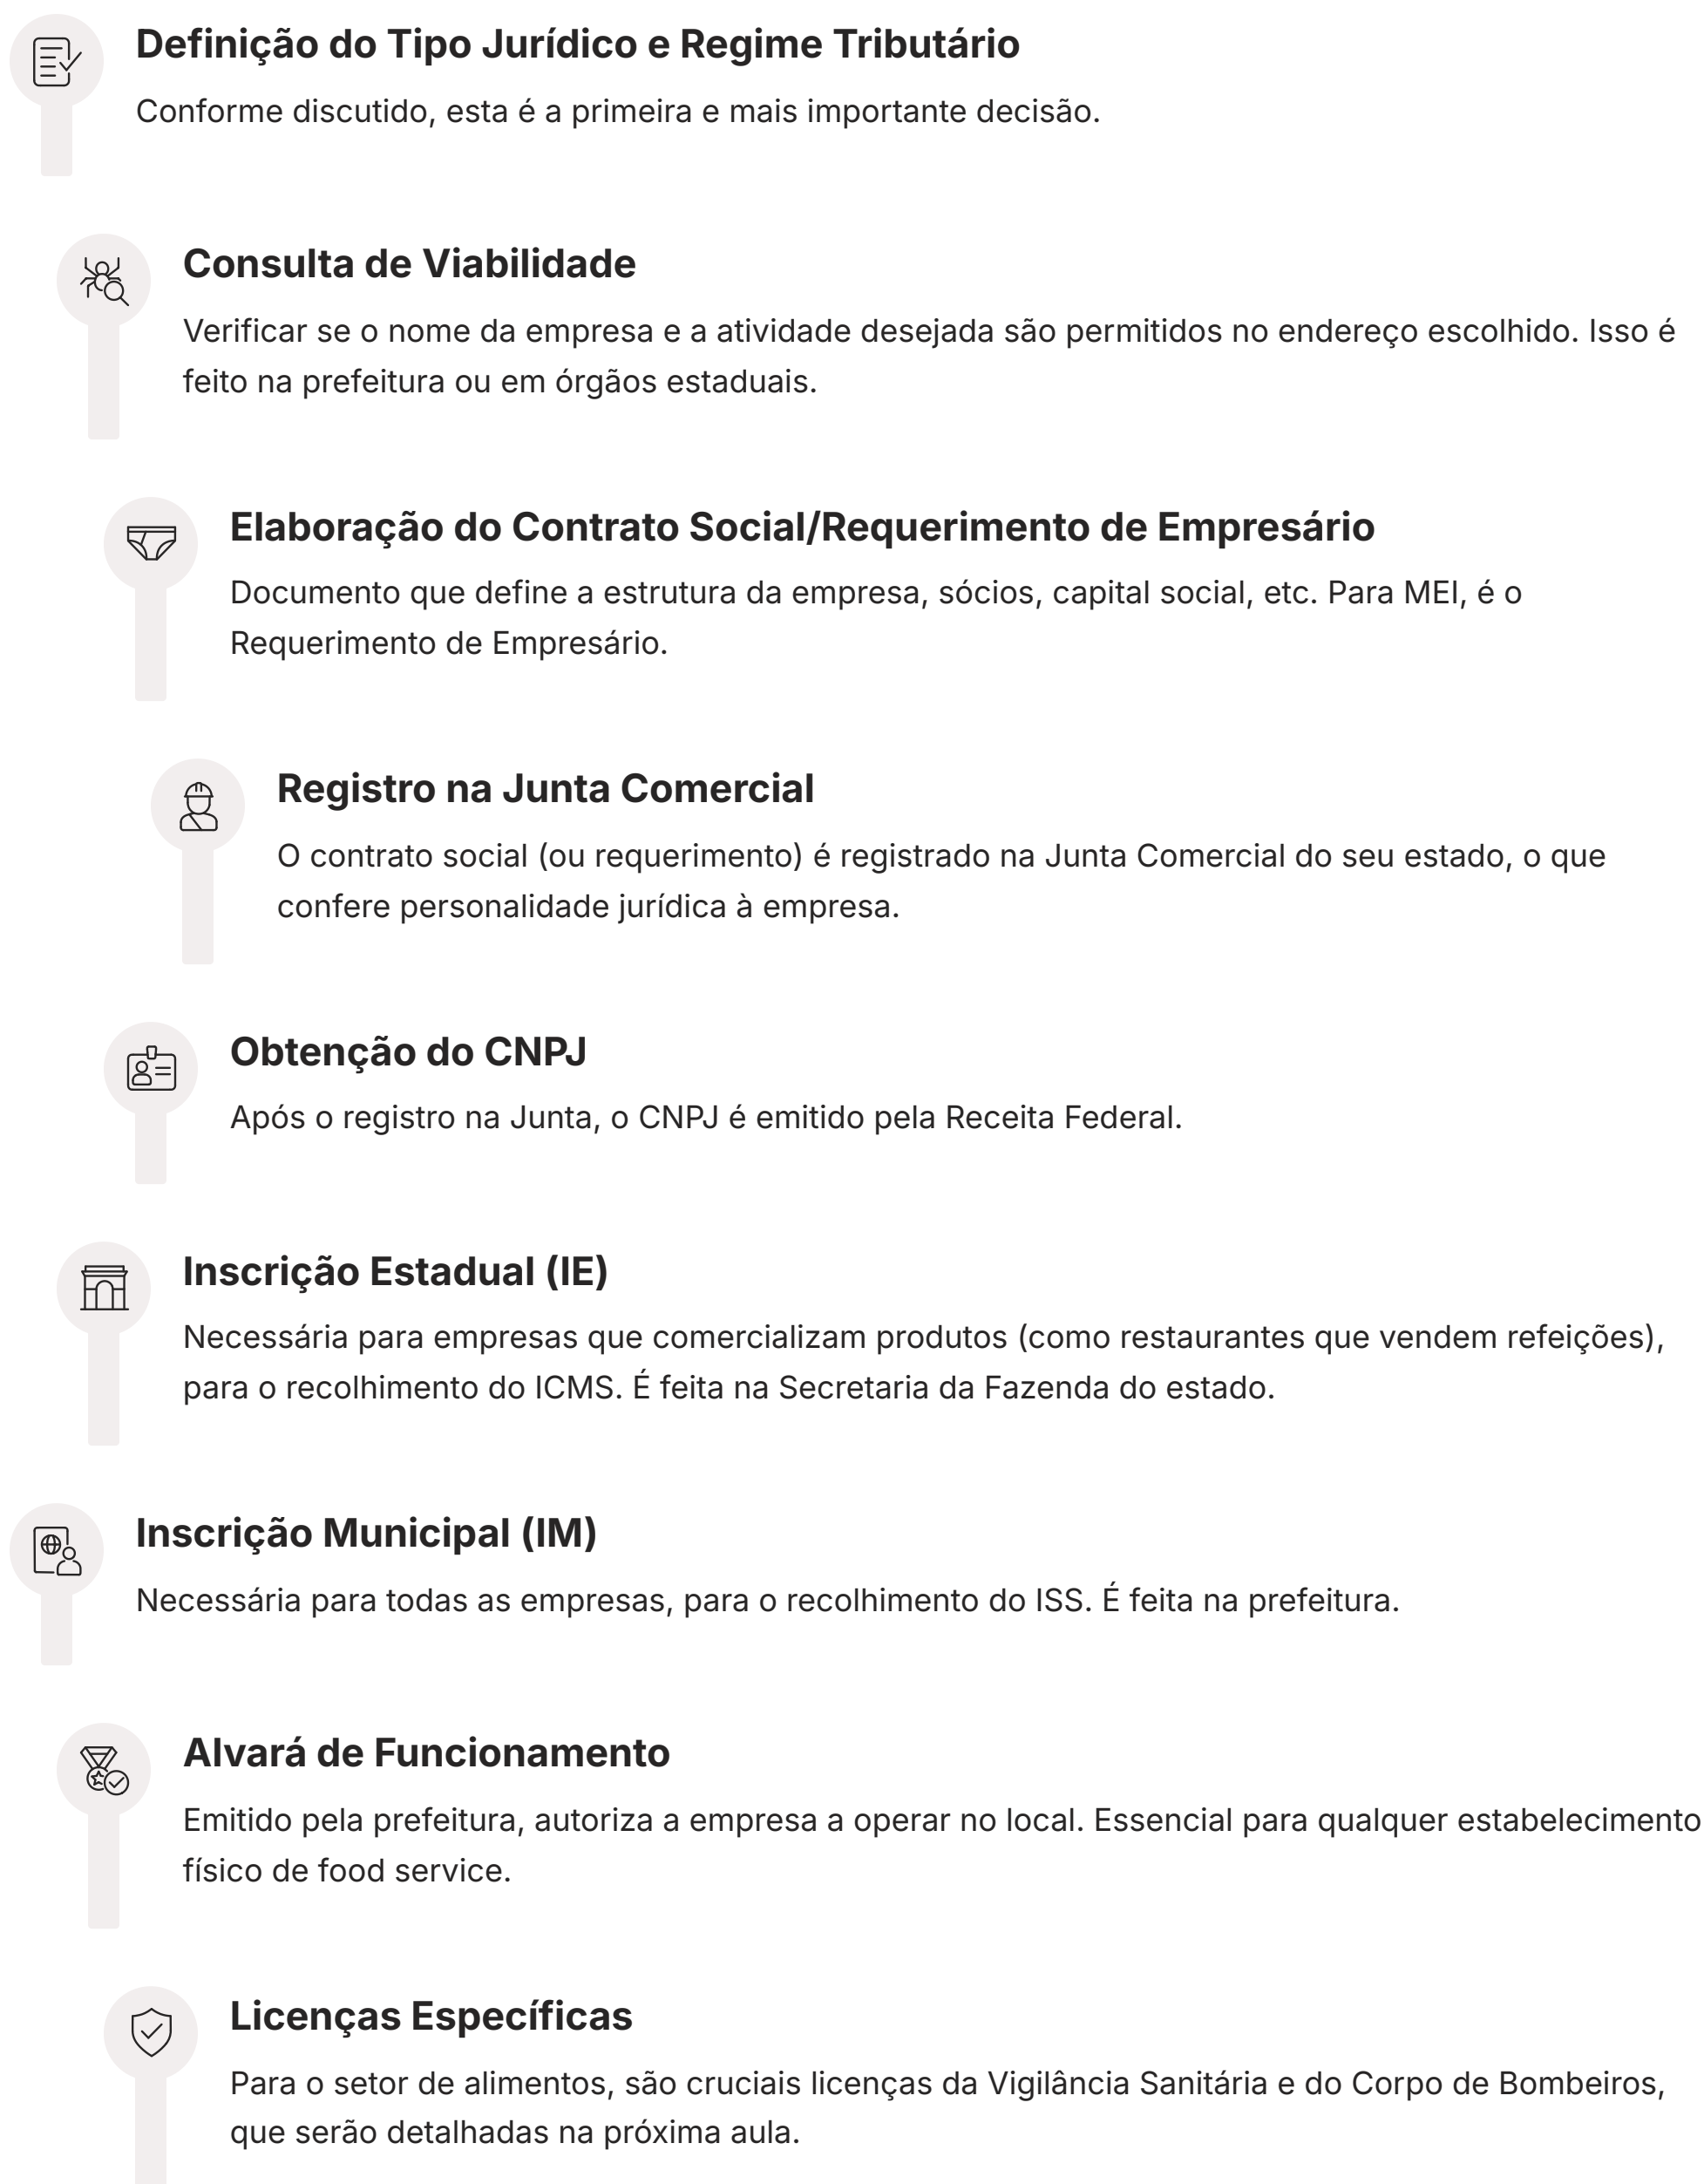 Definição do Tipo Jurídico e Regime Tributário
Conforme discutido, esta é a primeira e mais importante decisão.
Consulta de Viabilidade
Verificar se o nome da empresa e a atividade desejada são permitidos no endereço escolhido. Isso é
feito na prefeitura ou em órgãos estaduais.
Elaboração do Contrato Social/Requerimento de Empresário
Documento que define a estrutura da empresa, sócios, capital social, etc. Para MEI, é o
Requerimento de Empresário.
Registro na Junta Comercial
O contrato social (ou requerimento) é registrado na Junta Comercial do seu estado, o que
confere personalidade jurídica à empresa.
Obtenção do CNPJ
Após o registro na Junta, o CNPJ é emitido pela Receita Federal.
Inscrição Estadual (IE)
Necessária para empresas que comercializam produtos (como restaurantes que vendem refeições),
para o recolhimento do ICMS. É feita na Secretaria da Fazenda do estado.
Inscrição Municipal (IM)
Necessária para todas as empresas, para o recolhimento do ISS. É feita na prefeitura.
Alvará de Funcionamento
Emitido pela prefeitura, autoriza a empresa a operar no local. Essencial para qualquer estabelecimento
físico de food service.
Licenças Específicas
Para o setor de alimentos, são cruciais licenças da Vigilância Sanitária e do Corpo de Bombeiros,
que serão detalhadas na próxima aula.